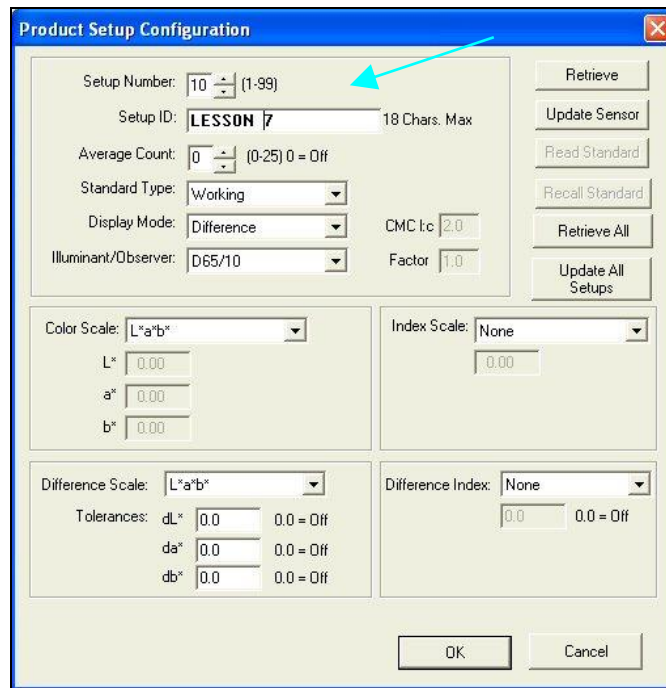 Product Setup Configuration
Setup Number: 10 (1-99)
Setup ID: LESSON 7 18 Chars. Max
Average Count: 0 (0-25) 0 = Off
Standard Type: Working
Display Mode: Difference CMC l:c 2.0
Illuminant/Observer: D65/10 Factor 1.0
Retrieve
Update Sensor
Read Standard
Recall Standard
Retrieve All
Update All
Setups
Color Scale: L*a*b*
L* 0.00
a* 0.00
b* 0.00
Index Scale: None
0.00
Difference Scale: L*a*b*
Tolerances: dL* 0.0 0.0 = Off
da* 0.0 0.0 = Off
db* 0.0 0.0 = Off
Difference Index: None
0.0 0.0 = Off
OK Cancel